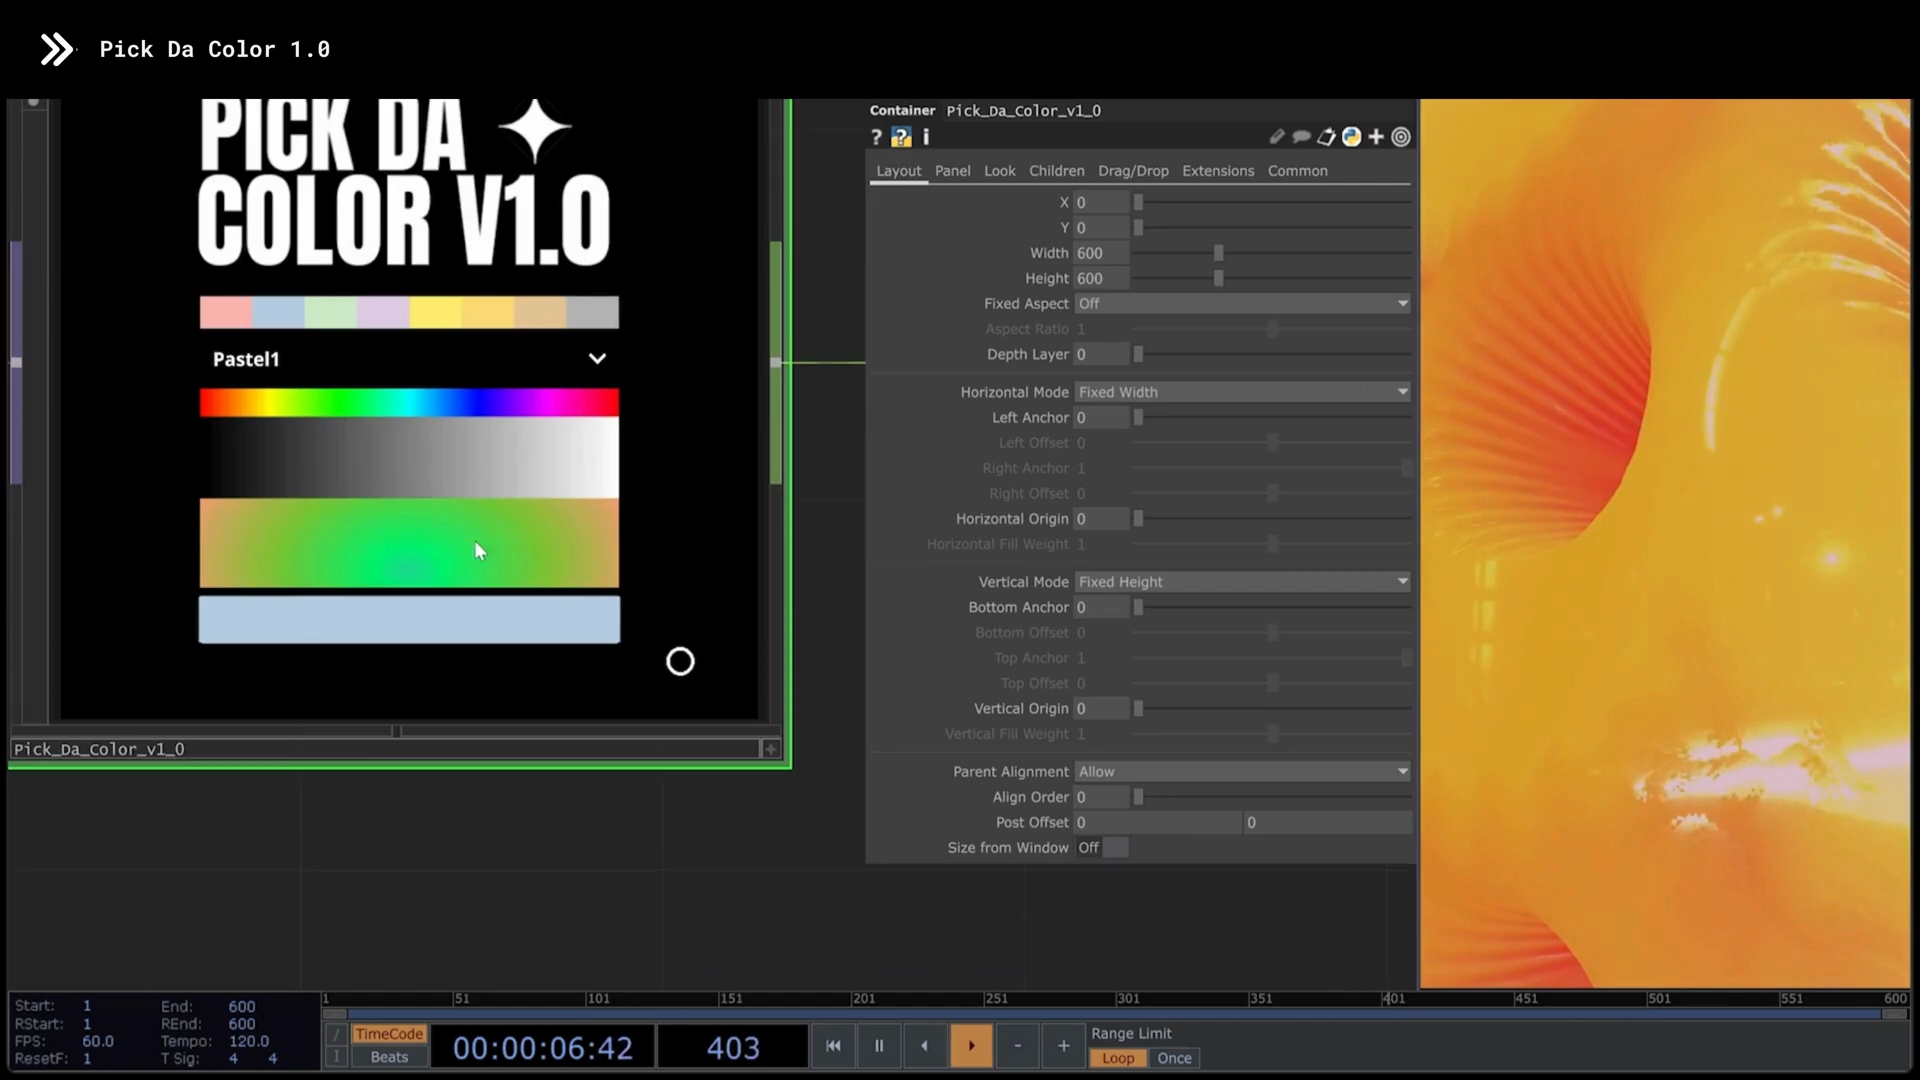 Pick Da Color 1.0
PICK DA
COLOR V1.0
Pastel1
Pick_Da_Color_v1_0
Container Pick_Da_Color_v1_0
? ? i
Layout Panel Look Children Drag/Drop Extensions Common
X 0
Y 0
Width 600
Height 600
Fixed Aspect Off
Aspect Ratio 1
Depth Layer 0
Horizontal Mode Fixed Width
Left Anchor 0
Left Offset 0
Right Anchor 1
Right Offset 0
Horizontal Origin 0
Horizontal Fill Weight 1
Vertical Mode Fixed Height
Bottom Anchor 0
Bottom Offset 0
Top Anchor 1
Top Offset 0
Vertical Origin 0
Vertical Fill Weight 1
Parent Alignment Allow
Align Order 0
Post Offset 0 0
Size from Window Off
1 51 101 151 201 251 301 351 401 451 501 551 600
Start: 1 End: 600
RStart: 1 REnd: 600
FPS: 60.0 Tempo: 120.0
ResetF: 1 T Sig: 4 4
/ TimeCode
I Beats
00:00:06:42 403
- +
Range Limit
Loop Once